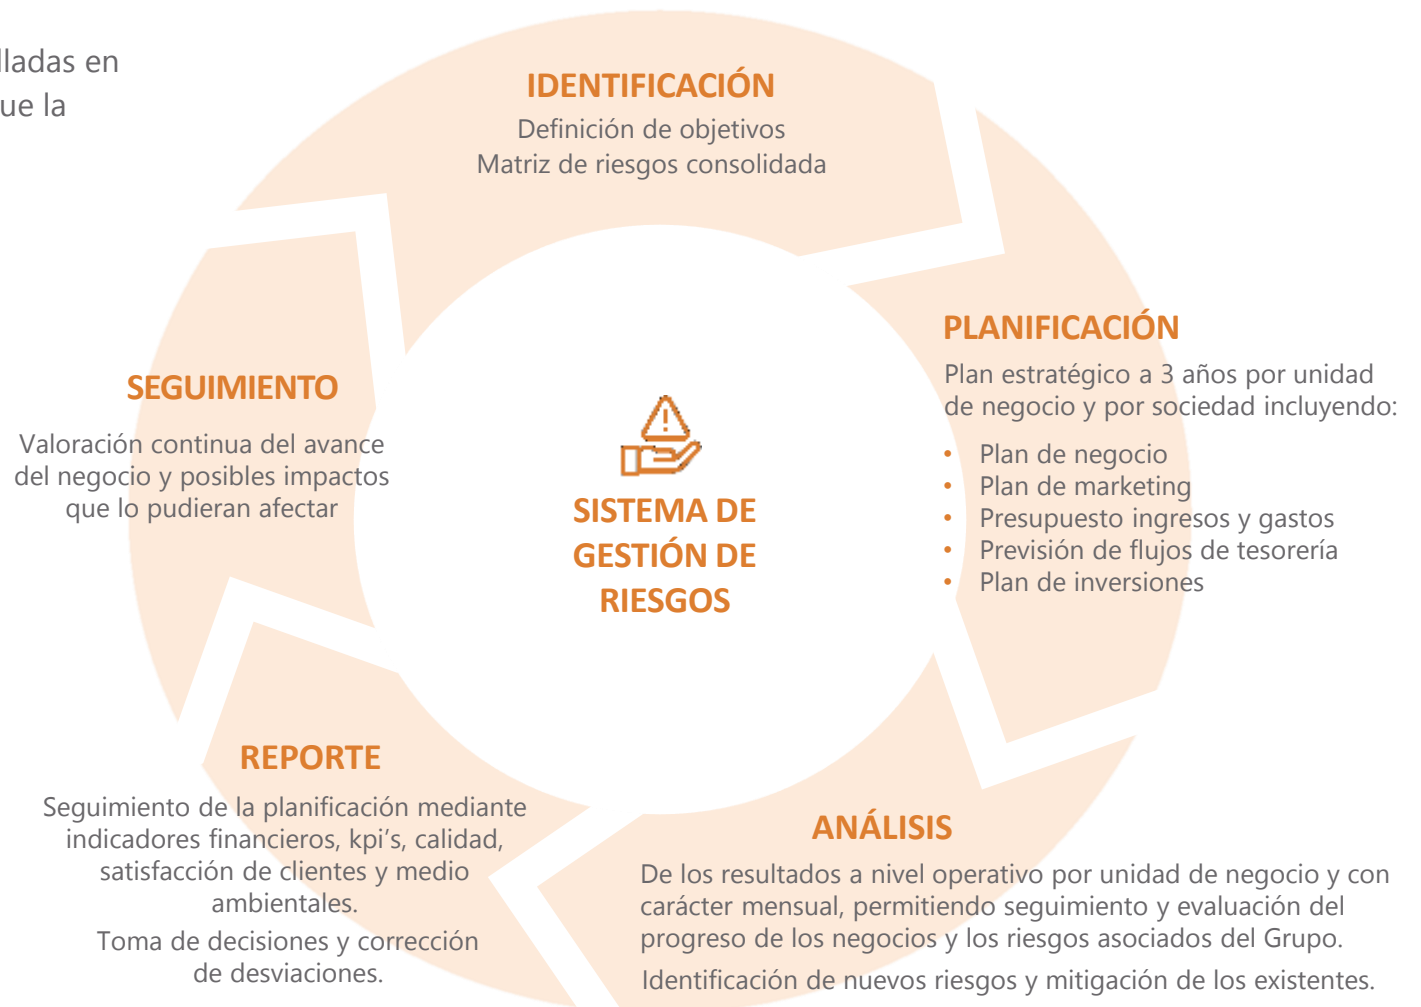 lladas en
ue la
IDENTIFICACIÓN
Definición de objetivos
Matriz de riesgos consolidada
PLANIFICACIÓN
Plan estratégico a 3 años por unidad
de negocio y por sociedad incluyendo:
• Plan de negocio
• Plan de marketing
• Presupuesto ingresos y gastos
• Previsión de flujos de tesorería
• Plan de inversiones
SEGUIMIENTO
Valoración continua del avance
del negocio y posibles impactos
que lo pudieran afectar
SISTEMA DE
GESTIÓN DE
RIESGOS
REPORTE
Seguimiento de la planificación mediante
indicadores financieros, kpi’s, calidad,
satisfacción de clientes y medio
ambientales.
Toma de decisiones y corrección
de desviaciones.
ANÁLISIS
De los resultados a nivel operativo por unidad de negocio y con
carácter mensual, permitiendo seguimiento y evaluación del
progreso de los negocios y los riesgos asociados del Grupo.
Identificación de nuevos riesgos y mitigación de los existentes.